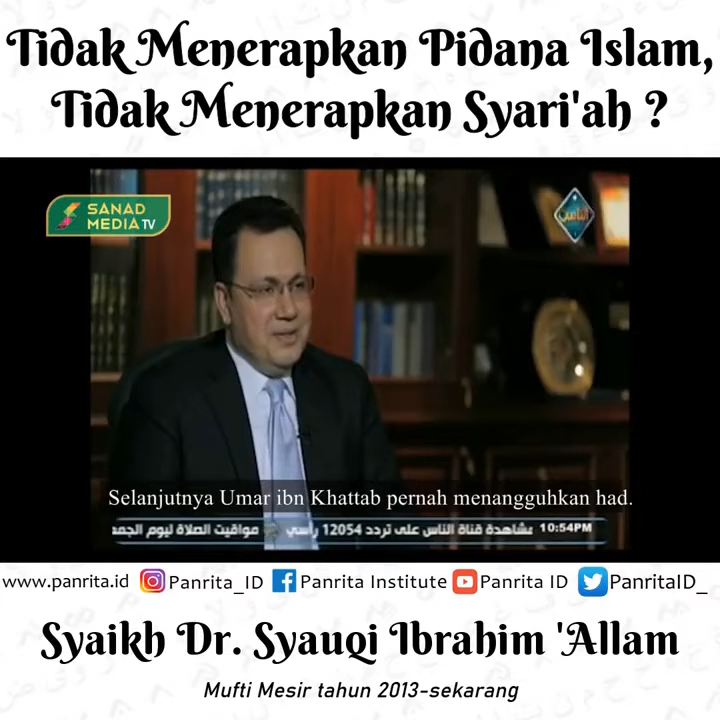 Tidak Menerapkan Pidana Islam,
Tidak Menerapkan Syari'ah ?
SANAD
MEDIA TV
الناس
Selanjutnya Umar ibn Khattab pernah menangguhkan had.
مشاهدة قناة الناس على تردد 12054 رأسي مواقيت الصلاة ليوم الجمعة 10:54PM
www.panrita.id Panrita_ID Panrita Institute Panrita ID PanritaID_
Syaikh Dr. Syauqi Ibrahim 'Allam
Mufti Mesir tahun 2013-sekarang